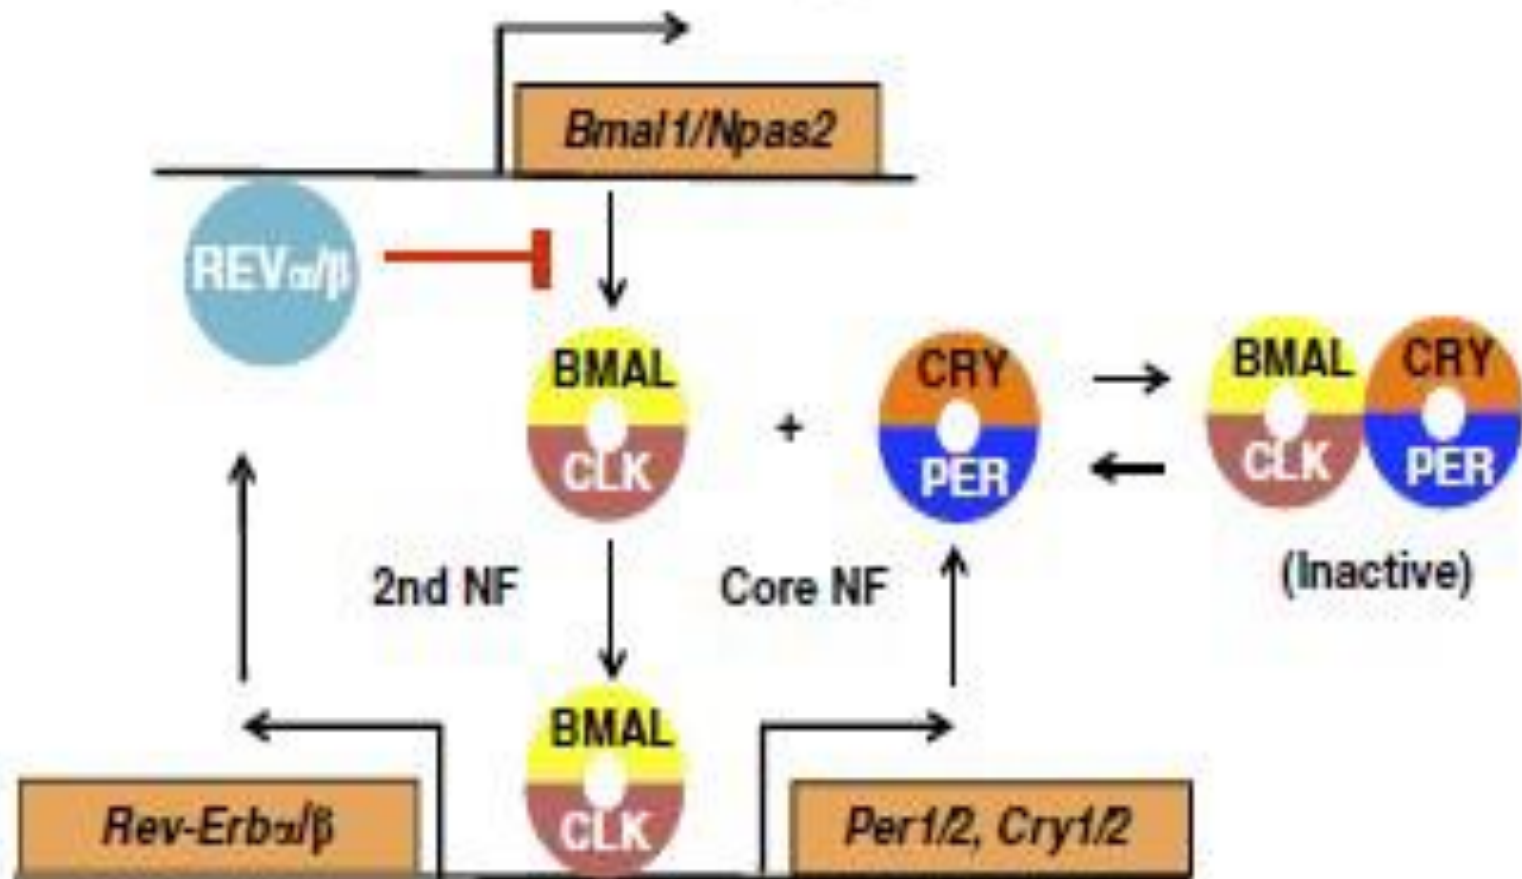 Bmal1/Npas2
REVα/β
BMAL
CLK
+
CRY
PER
BMAL
CLK
CRY
PER
(Inactive)
2nd NF
Core NF
BMAL
CLK
Rev-Erbα/β
Per1/2, Cry1/2